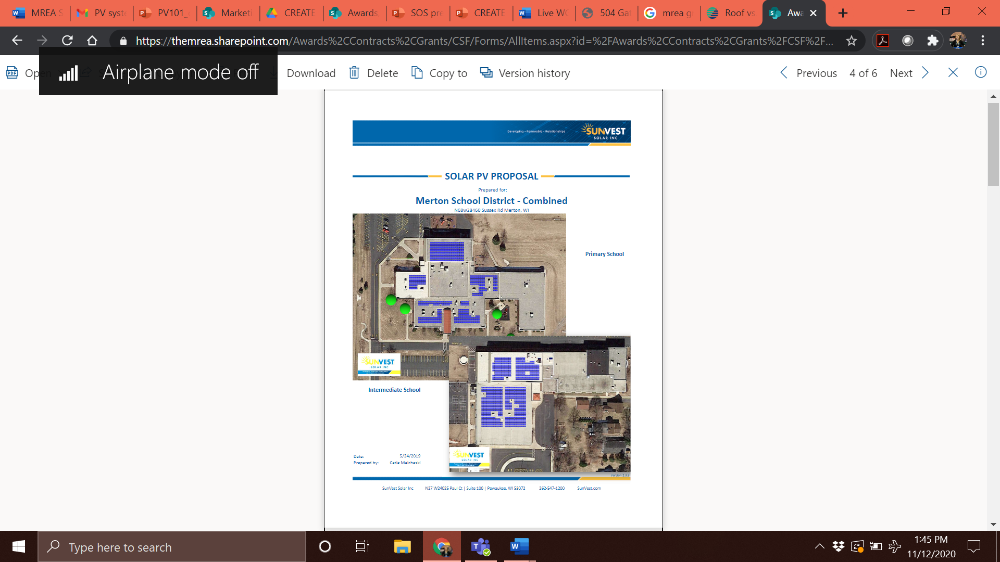 MREA S
PV syste
PV101_
Marketi
CREATE
Awards
SOS pre
CREATE
Live WO
504 Gat
mrea g
Roof vs
Awa
https://themrea.sharepoint.com/Awards%2CContracts%2CGrants/CSF/Forms/AllItems.aspx?id=%2FAwards%2CContracts%2CGrants%2FCSF%2F...
Open
Airplane mode off
Download
Delete
Copy to
Version history
Previous
4 of 6
Next
Developing - Renewable - Relationships
SUNVEST
SOLAR INC
SOLAR PV PROPOSAL
Prepared for:
Merton School District - Combined
N68w28460 Sussex Rd Merton, WI
Primary School
SUNVEST
SOLAR INC
Intermediate School
SUNVEST
SOLAR INC
Date: 5/24/2019
Prepared by: Catie Malcheski
Version 2.3.3
SunVest Solar Inc N27 W24025 Paul Ct | Suite 100 | Pewaukee, WI 53072 262-547-1200 SunVest.com
Type here to search
1:45 PM
11/12/2020